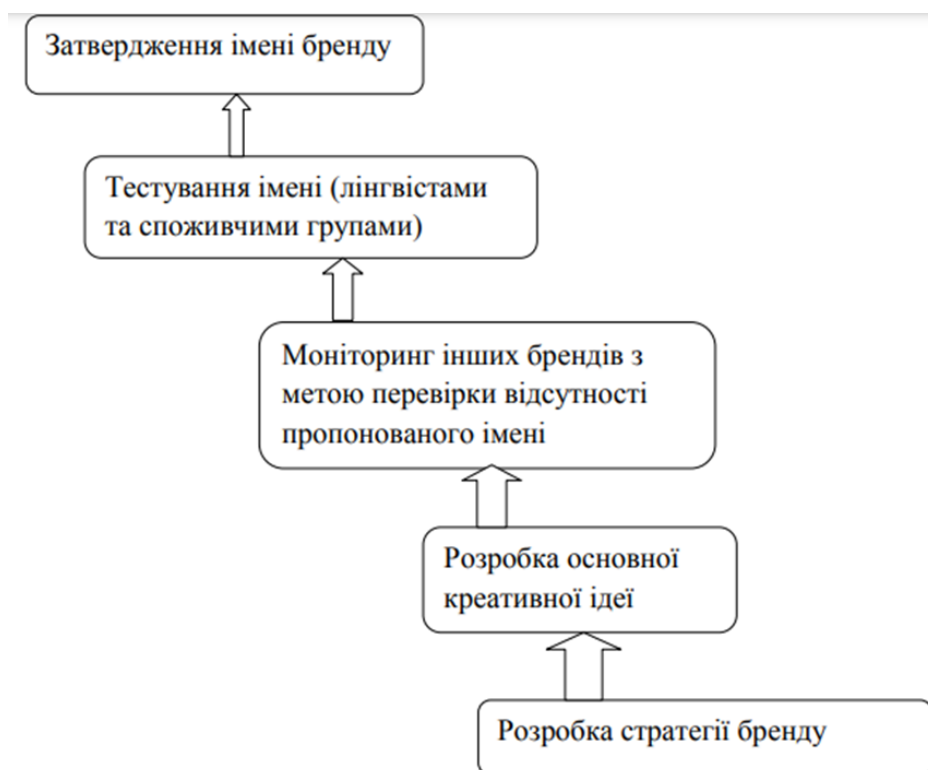 Затвердження імені бренду
Тестування імені (лінгвістами
та споживчими групами)
Моніторинг інших брендів з
метою перевірки відсутності
пропонованого імені
Розробка основної
креативної ідеї
Розробка стратегії бренду